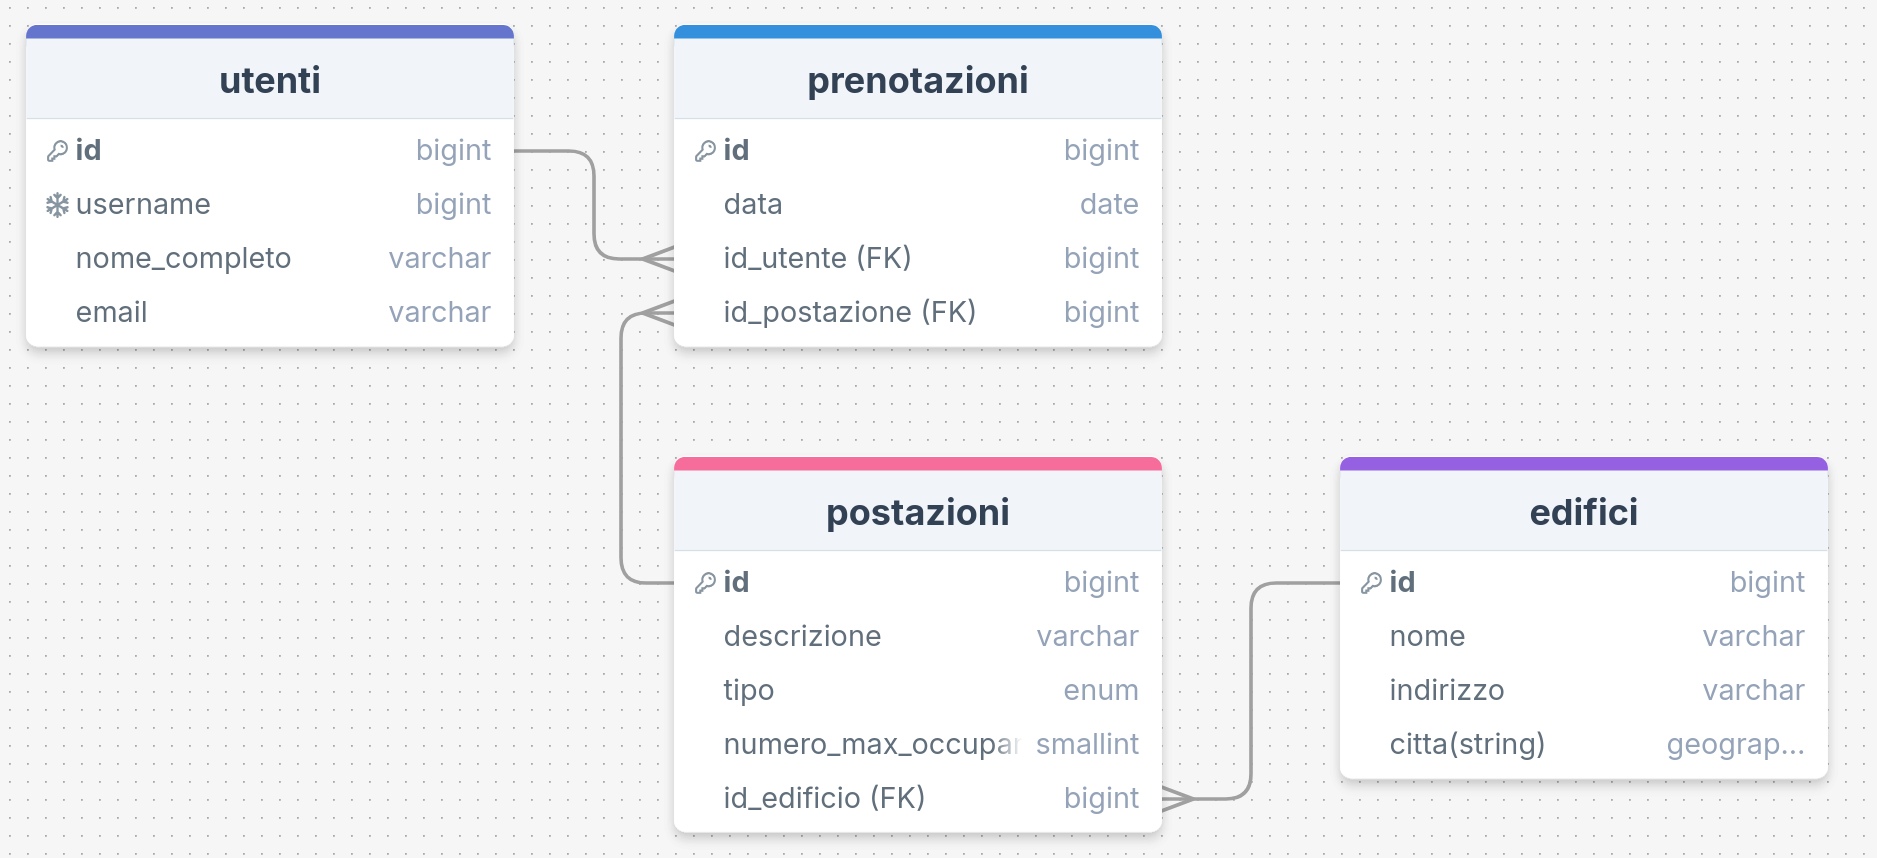 utenti
id bigint
username bigint
nome_completo varchar
email varchar
prenotazioni
id bigint
data date
id_utente (FK) bigint
id_postazione (FK) bigint
postazioni
id bigint
descrizione varchar
tipo enum
numero_max_occupa smallint
id_edificio (FK) bigint
edifici
id bigint
nome varchar
indirizzo varchar
citta(string) geograp...